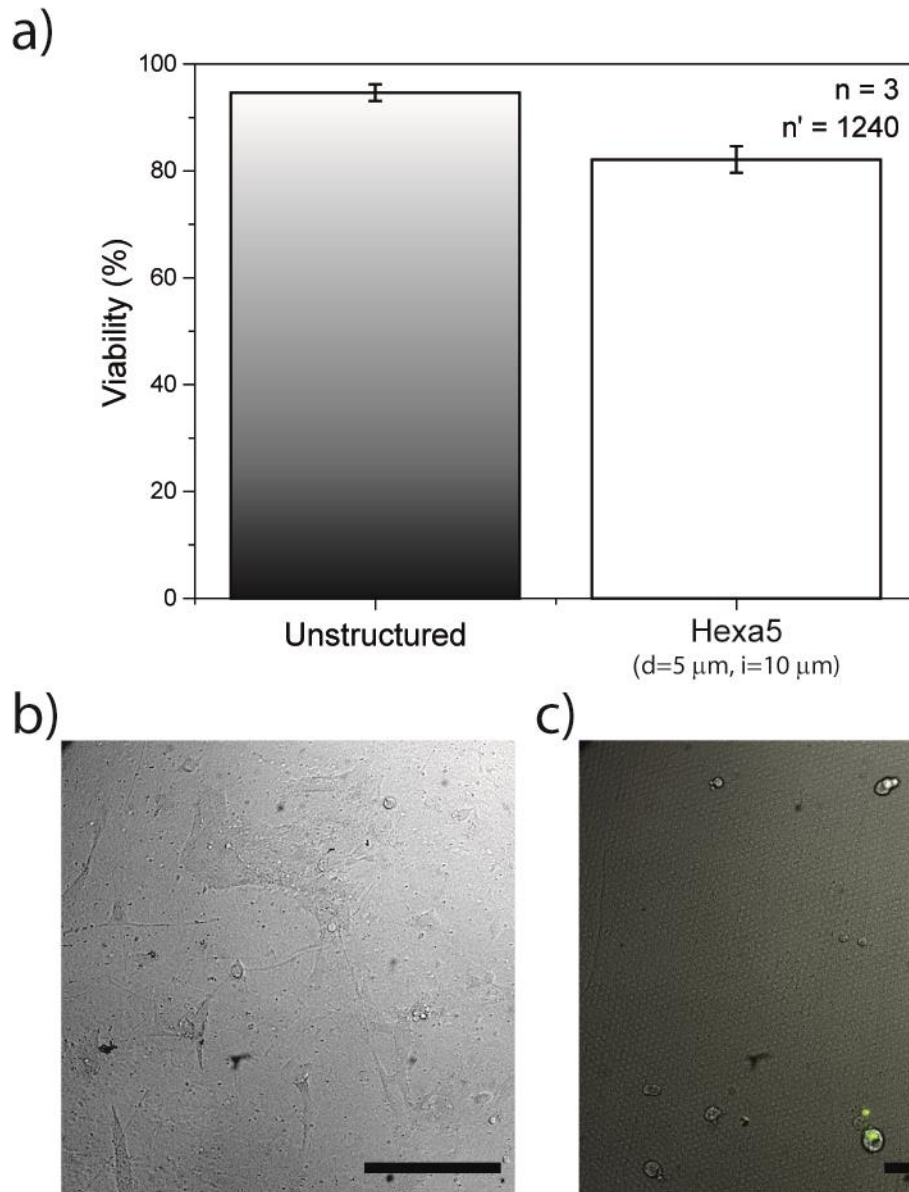 a)
100
80
60
40
20
0
Viability (%)
n = 3
n' = 1240
Unstructured
Hexa5
(d=5 μm, i=10 μm)
b)
c)